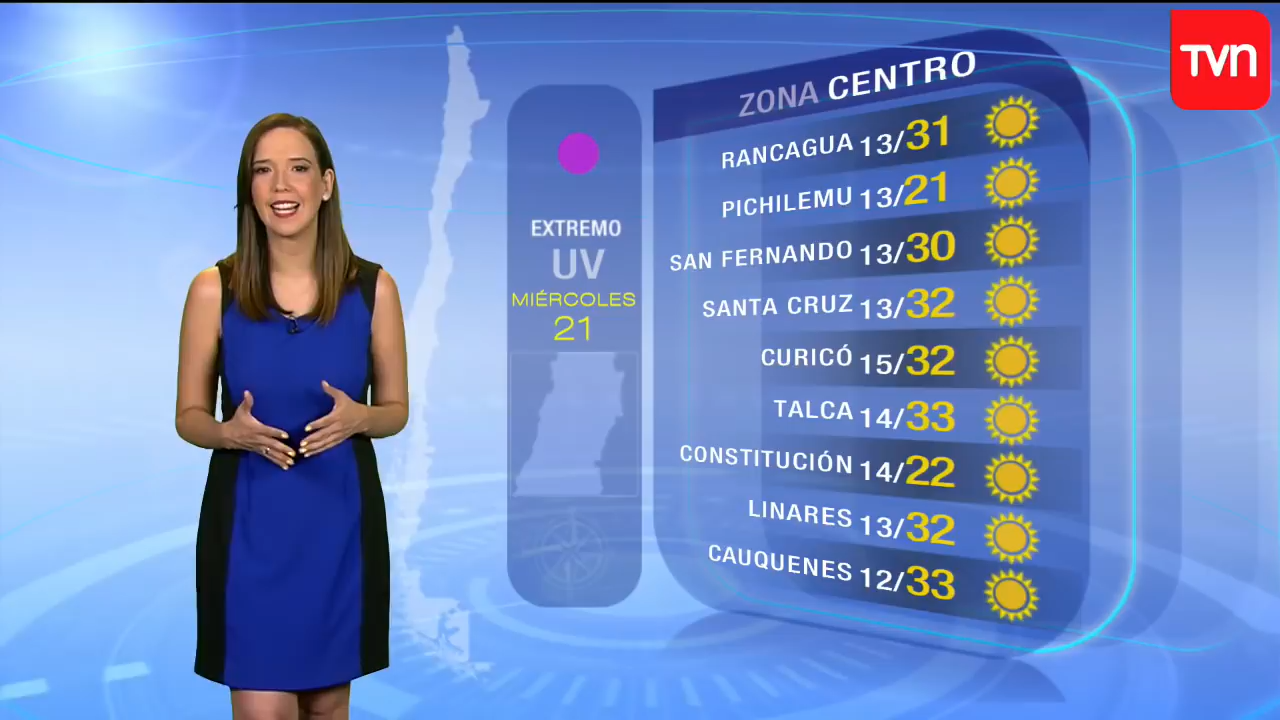 TVN
ZONA CENTRO
RANCAGUA 13/31
PICHILEMU 13/21
SAN FERNANDO 13/30
SANTA CRUZ 13/32
CURICÓ 15/32
TALCA 14/33
CONSTITUCIÓN 14/22
LINARES 13/32
CAUQUENES 12/33
EXTREMO
UV
MIÉRCOLES
21